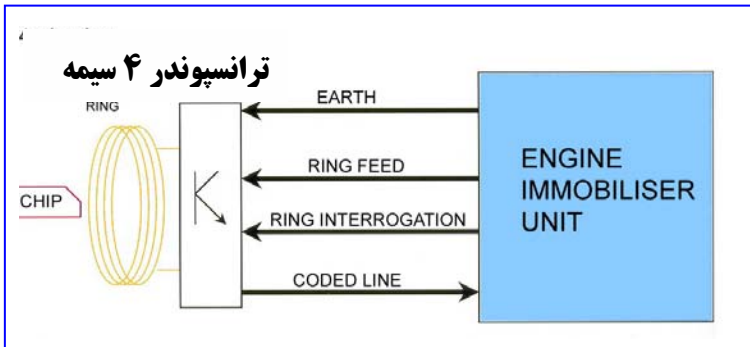 ترانسپوندر ۴ سیمه
RING
CHIP
EARTH
RING FEED
RING INTERROGATION
CODED LINE
ENGINE
IMMOBILISER
UNIT